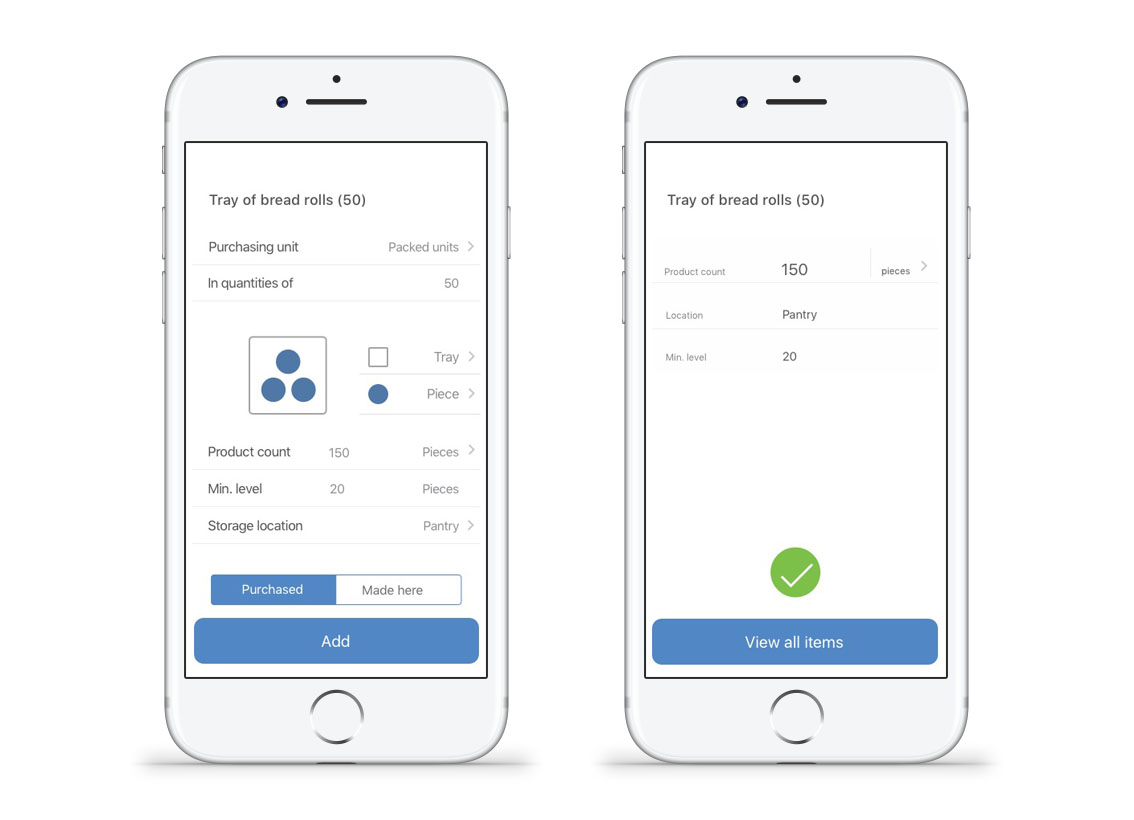 Tray of bread rolls (50)
Purchasing unit Packed units
In quantities of 50
Tray
Piece
Product count 150 Pieces
Min. level 20 Pieces
Storage location Pantry
Purchased Made here
Add
Tray of bread rolls (50)
Product count 150 pieces
Location Pantry
Min. level 20
View all items